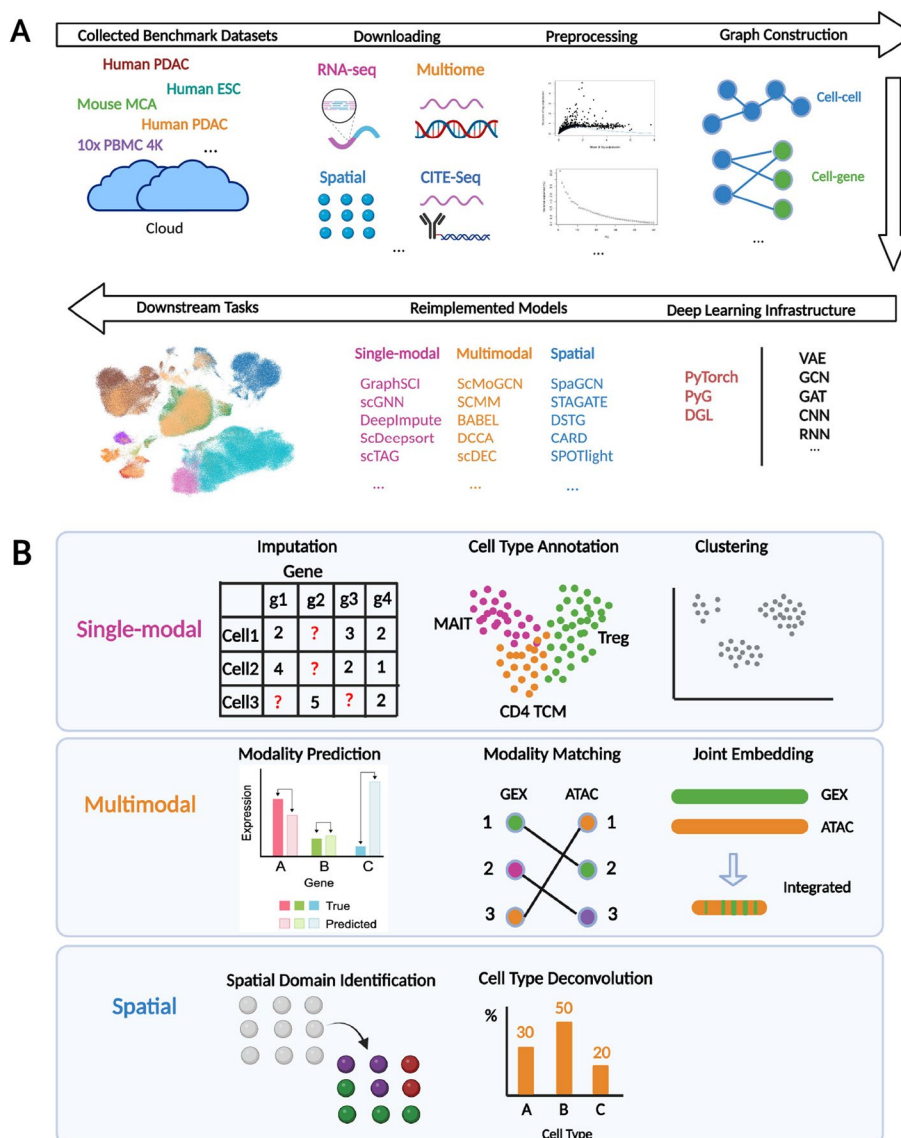 A
Collected Benchmark Datasets
Downloading
Preprocessing
Graph Construction
Human PDAC
Human ESC
Mouse MCA
Human PDAC
10x PBMC 4K
...
Cloud
RNA-seq
Multiome
Spatial
CITE-Seq
...
...
Cell-cell
Cell-gene
...
Downstream Tasks
Reimplemented Models
Deep Learning Infrastructure
Single-modal
GraphSCI
scGNN
DeepImpute
ScDeepsort
scTAG
...
Multimodal
ScMoGCN
SCMM
BABEL
DCCA
scDEC
...
Spatial
SpaGCN
STAGATE
DSTG
CARD
SPOTlight
...
PyTorch
PyG
DGL
VAE
GCN
GAT
CNN
RNN
...
B
Single-modal
Imputation
Gene
g1 g2 g3 g4
Cell1 2 ? 3 2
Cell2 4 ? 2 1
Cell3 ? 5 ? 2
Cell Type Annotation
MAIT
Treg
CD4 TCM
Clustering
Multimodal
Modality Prediction
Expression
A B C
Gene
True
Predicted
Modality Matching
GEX ATAC
1 1
2 2
3 3
Joint Embedding
GEX
ATAC
Integrated
Spatial
Spatial Domain Identification
Cell Type Deconvolution
%
30
50
20
A B C
Cell Type